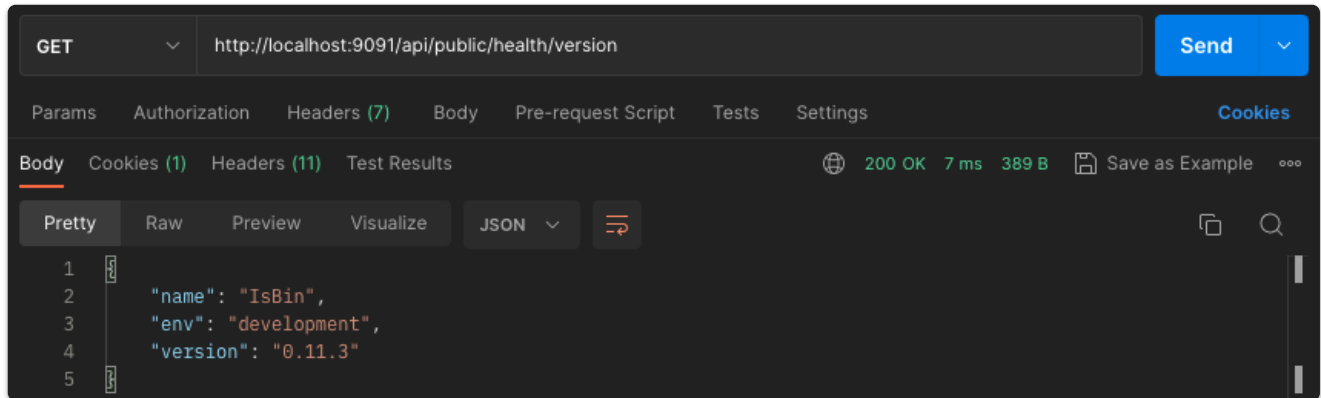 GET http://localhost:9091/api/public/health/version Send
Params Authorization Headers (7) Body Pre-request Script Tests Settings Cookies
Body Cookies (1) Headers (11) Test Results 200 OK 7 ms 389 B Save as Example
Pretty Raw Preview Visualize JSON
1 {
2 "name": "IsBin",
3 "env": "development",
4 "version": "0.11.3"
5 }